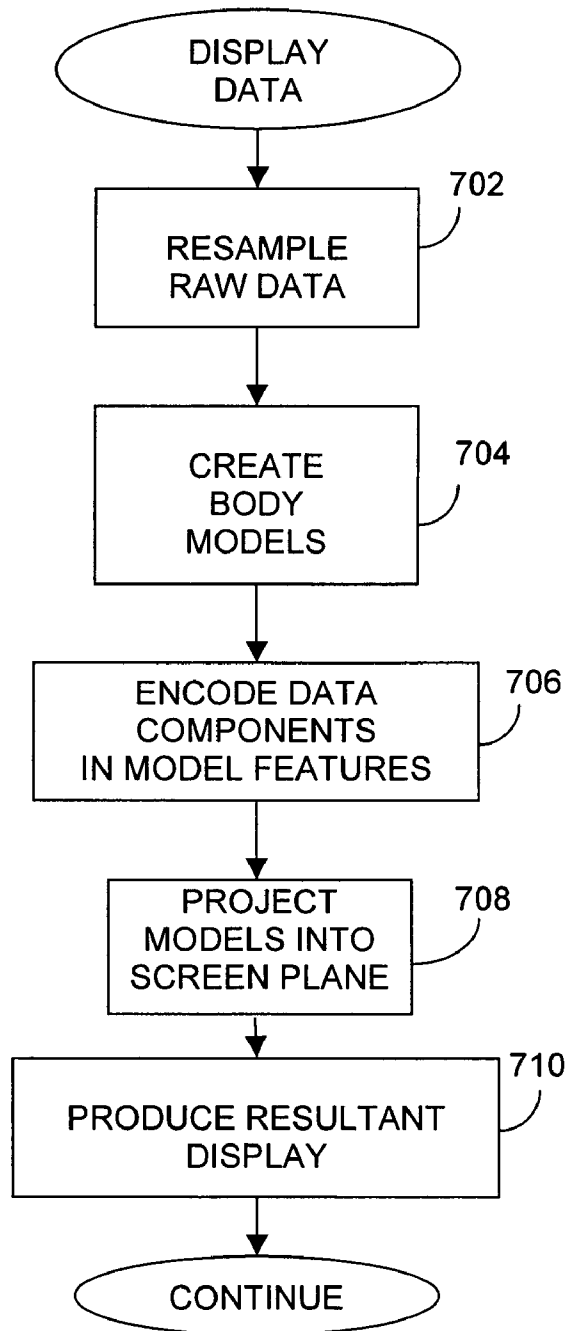 DISPLAY
DATA
702
RESAMPLE
RAW DATA
704
CREATE
BODY
MODELS
706
ENCODE DATA
COMPONENTS
IN MODEL FEATURES
708
PROJECT
MODELS INTO
SCREEN PLANE
710
PRODUCE RESULTANT
DISPLAY
CONTINUE